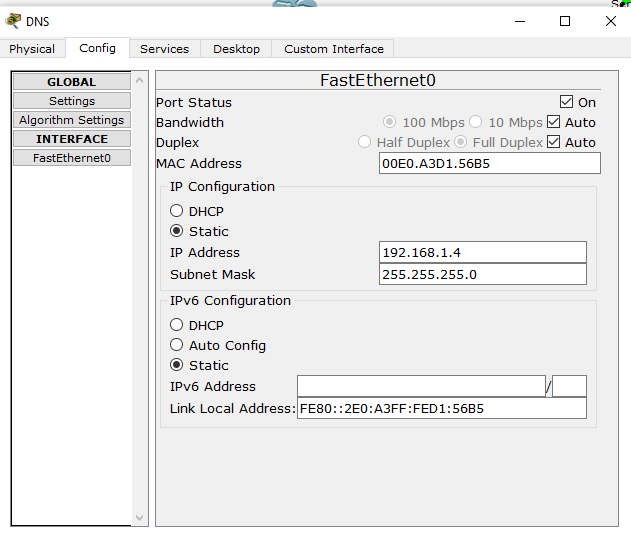 DNS
Physical Config Services Desktop Custom Interface
GLOBAL
Settings
Algorithm Settings
INTERFACE
FastEthernet0
FastEthernet0
Port Status On
Bandwidth 100 Mbps 10 Mbps Auto
Duplex Half Duplex Full Duplex Auto
MAC Address 00E0.A3D1.56B5
IP Configuration
DHCP
Static
IP Address 192.168.1.4
Subnet Mask 255.255.255.0
IPv6 Configuration
DHCP
Auto Config
Static
IPv6 Address /
Link Local Address: FE80::2E0:A3FF:FED1:56B5